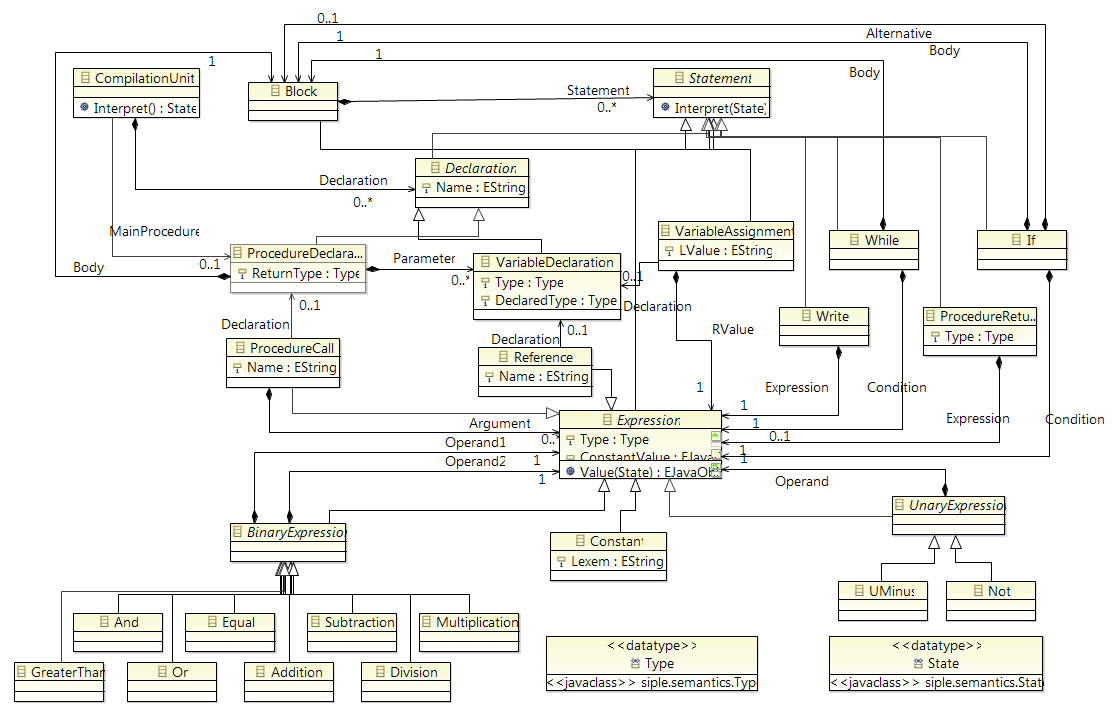 0..1
1
Alternative
Body
1
1
Body
CompilationUnit
Interpret() : State
Block
Statement
0..*
Statement
Interpret(State)
Declaration
0..*
Declaration
Name : EString
MainProcedure
0..1
Body
ProcedureDeclara...
ReturnType : Type
Parameter
0..*
VariableDeclaration
Type : Type
DeclaredType : Type
VariableAssignment
LValue : EString
0..1
Declaration
While
If
0..1
Declaration
ProcedureCall
Name : EString
0..1
Declaration
Reference
Name : EString
RValue
1
Write
ProcedureRetu...
Type : Type
Expression
1
Condition
1
Expression
0..1
Condition
1
1
Argument
0..*
Operand1
1
Operand2
1
Expression
Type : Type
ConstantValue : EJava
Value(State) : EJavaOb
Operand
BinaryExpression
Constant
Lexem : EString
UnaryExpression
UMinus
Not
And
Equal
Subtraction
Multiplication
GreaterThan
Or
Addition
Division
<<datatype>>
Type
<<javaclass>> siple.semantics.Type
<<datatype>>
State
<<javaclass>> siple.semantics.State